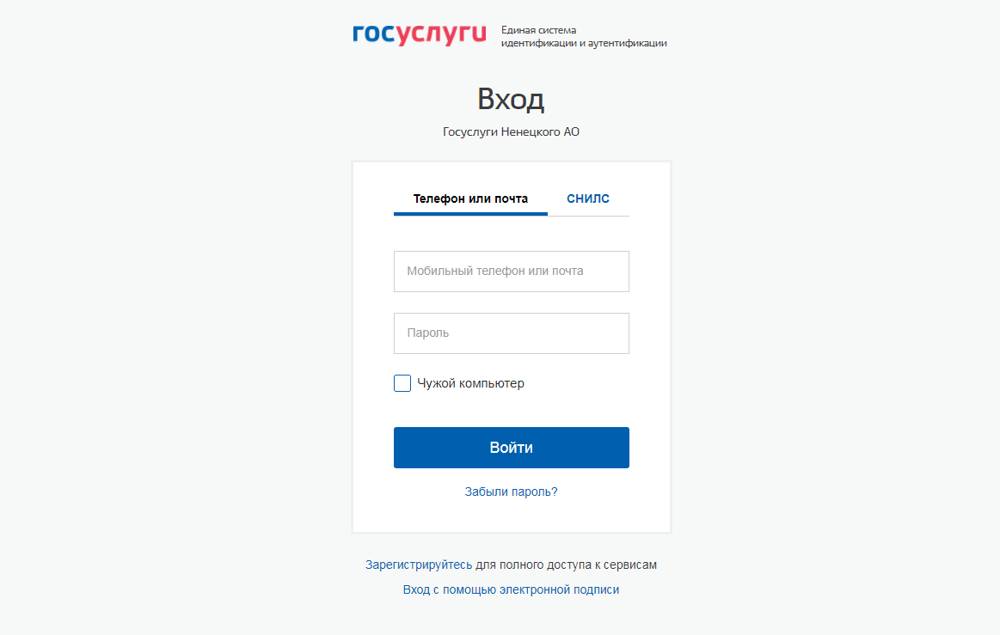 госуслуги
Единая система
идентификации и аутентификации
Вход
Госуслуги Ненецкого АО
Телефон или почта СНИЛС
Мобильный телефон или почта
Пароль
Чужой компьютер
Войти
Забыли пароль?
Зарегистрируйтесь для полного доступа к сервисам
Вход с помощью электронной подписи